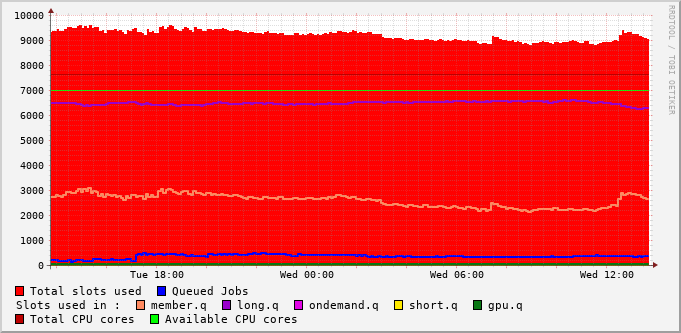 10000
9000
8000
7000
6000
5000
4000
3000
2000
1000
0
Tue 18:00 Wed 00:00 Wed 06:00 Wed 12:00
RRDTOOL / TOBI OETIKER
Total slots used Queued Jobs
Slots used in : member.q long.q ondemand.q short.q gpu.q
Total CPU cores Available CPU cores